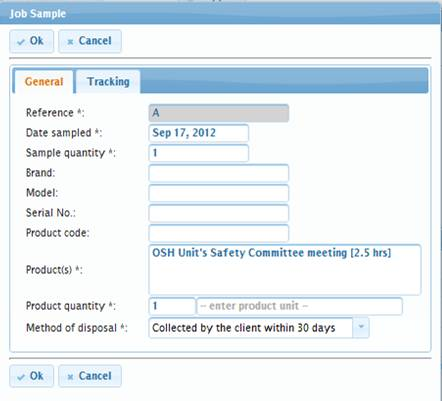 Job Sample
Ok Cancel
General Tracking
Reference *: A
Date sampled *: Sep 17, 2012
Sample quantity *: 1
Brand:
Model:
Serial No.:
Product code:
Product(s) *: OSH Unit's Safety Committee meeting [2.5 hrs]
Product quantity *: 1 -- enter product unit --
Method of disposal *: Collected by the client within 30 days
Ok Cancel